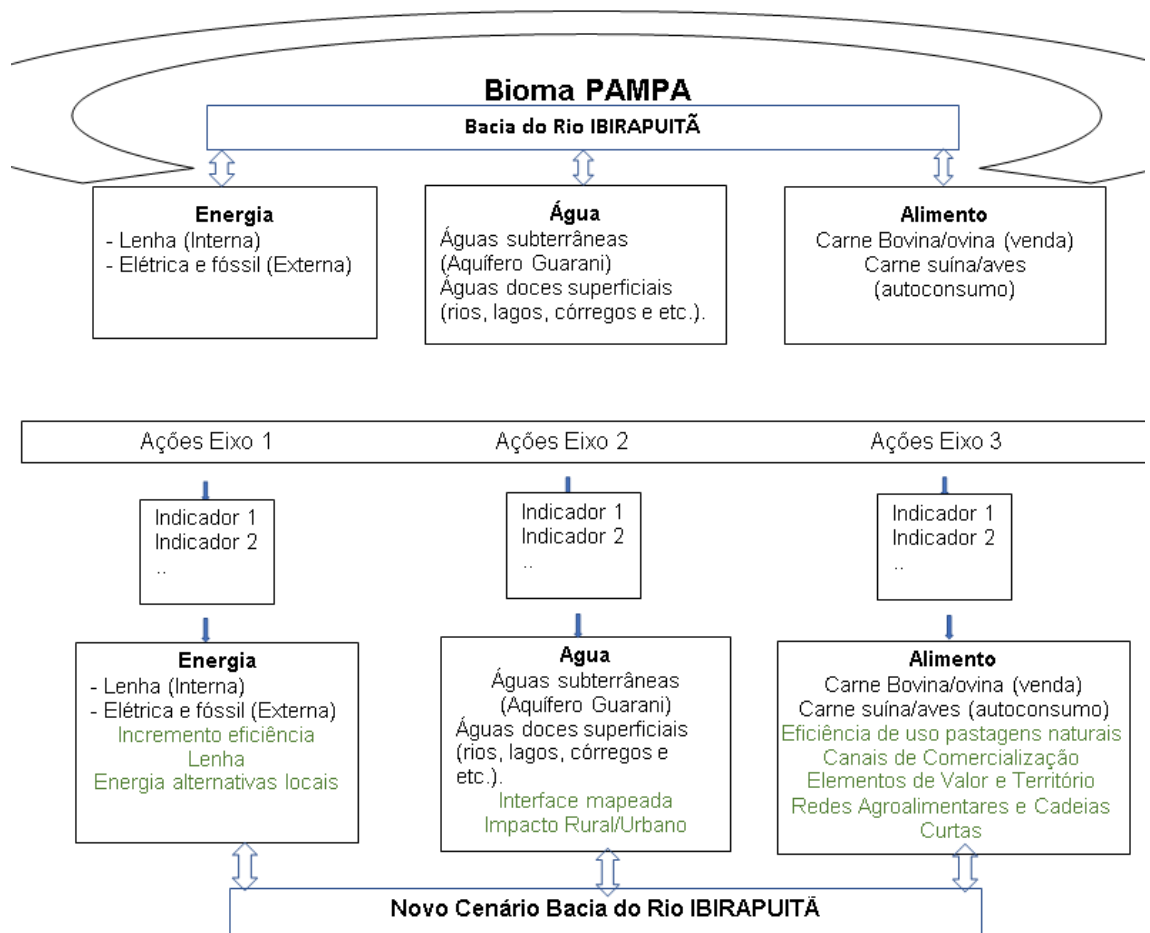 Bioma PAMPA
Bacia do Rio IBIRAPUITÃ
Energia
- Lenha (Interna)
- Elétrica e fóssil (Externa)
Água
Águas subterrâneas
(Aquífero Guarani)
Águas doces superficiais
(rios, lagos, córregos e etc.).
Alimento
Carne Bovina/ovina (venda)
Carne suína/aves
(autoconsumo)
Ações Eixo 1
Ações Eixo 2
Ações Eixo 3
Indicador 1
Indicador 2
..
Indicador 1
Indicador 2
..
Indicador 1
Indicador 2
..
Energia
- Lenha (Interna)
- Elétrica e fóssil (Externa)
Incremento eficiência
Lenha
Energia alternativas locais
Agua
Águas subterrâneas
(Aquífero Guarani)
Águas doces superficiais
(rios, lagos, córregos e
etc.).
Interface mapeada
Impacto Rural/Urbano
Alimento
Carne Bovina/ovina (venda)
Carne suína/aves (autoconsumo)
Eficiência de uso pastagens naturais
Canais de Comercialização
Elementos de Valor e Território
Redes Agroalimentares e Cadeias
Curtas
Novo Cenário Bacia do Rio IBIRAPUITÃ